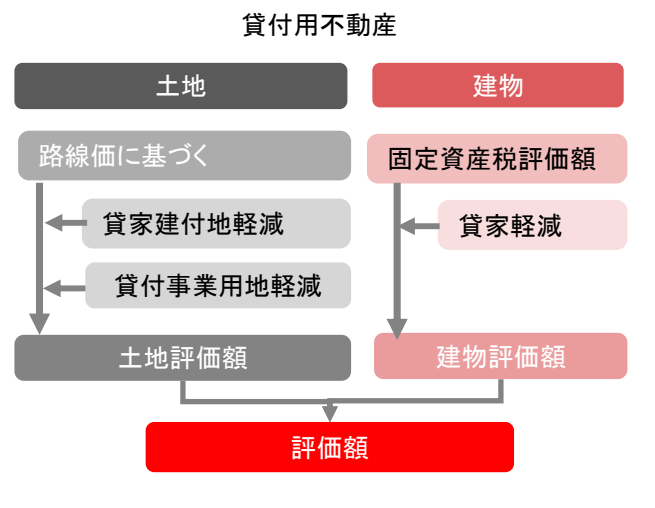 貸付用不動産
土地
建物
路線価に基づく
固定資産税評価額
貸家建付地軽減
貸家軽減
貸付事業用地軽減
土地評価額
建物評価額
評価額